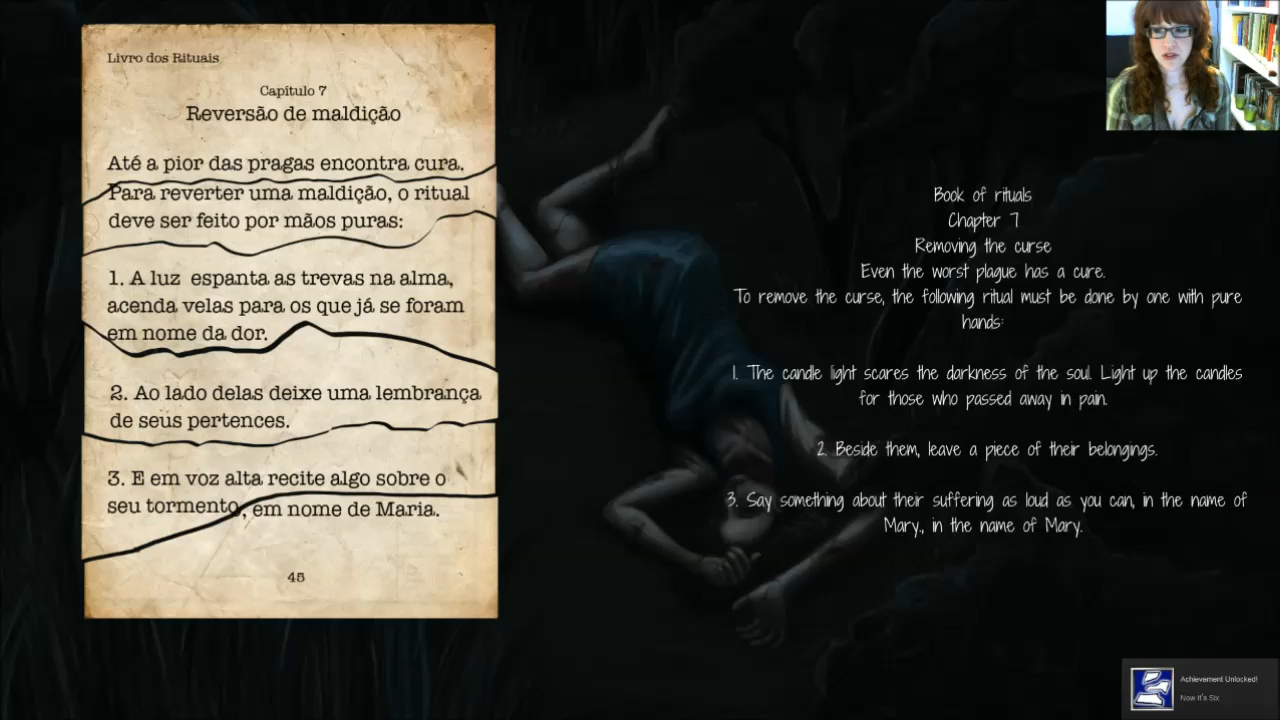 Livro dos Rituais
Capítulo 7
Reversão de maldição
Até a pior das pragas encontra cura.
Para reverter uma maldição, o ritual
deve ser feito por mãos puras:
1. A luz espanta as trevas na alma,
acenda velas para os que já se foram
em nome da dor.
2. Ao lado delas deixe uma lembrança
de seus pertences.
3. E em voz alta recite algo sobre o
seu tormento, em nome de Maria.
45
Book of rituals
Chapter 7
Removing the curse
Even the worst plague has a cure.
To remove the curse, the following ritual must be done by one with pure
hands:
1. The candle light scares the darkness of the soul. Light up the candles
for those who passed away in pain.
2. Beside them, leave a piece of their belongings.
3. Say something about their suffering as loud as you can, in the name of
Mary,, in the name of Mary.
Achievement Unlocked!
Now It's Six